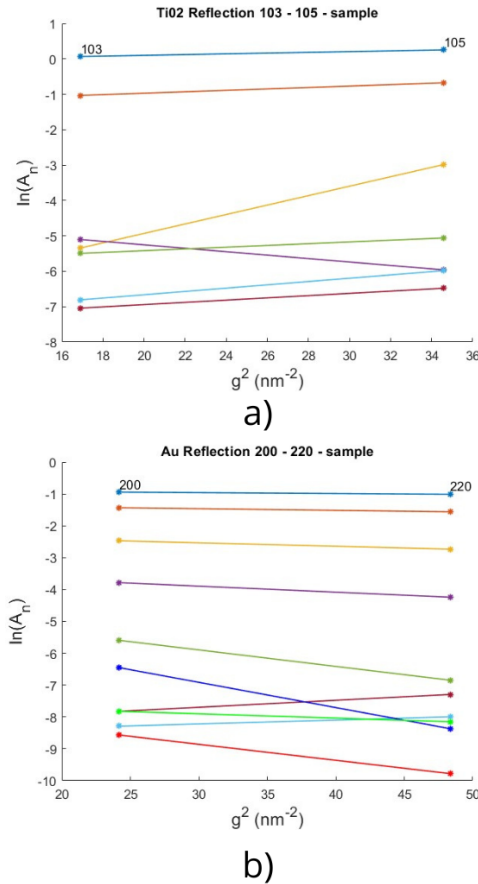 Ti02 Reflection 103 - 105 - sample
1
0
-1
-2
-3
-4
-5
-6
-7
-8
ln(Aₙ)
103
105
16 18 20 22 24 26 28 30 32 34 36
g² (nm⁻²)
a)
Au Reflection 200 - 220 - sample
0
-1
-2
-3
-4
-5
-6
-7
-8
-9
-10
ln(Aₙ)
200
220
20 25 30 35 40 45 50
g² (nm⁻²)
b)